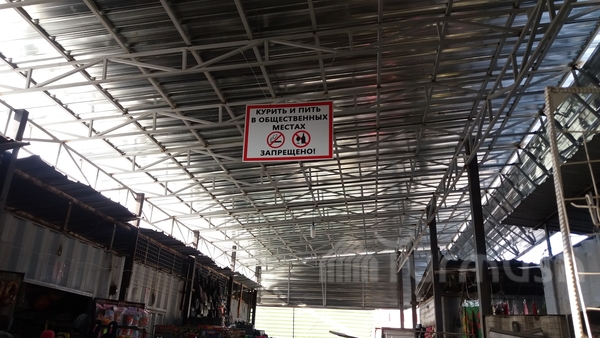 КУРИТЬ И ПИТЬ
В ОБЩЕСТВЕННЫХ
МЕСТАХ
ЗАПРЕЩЕНО!